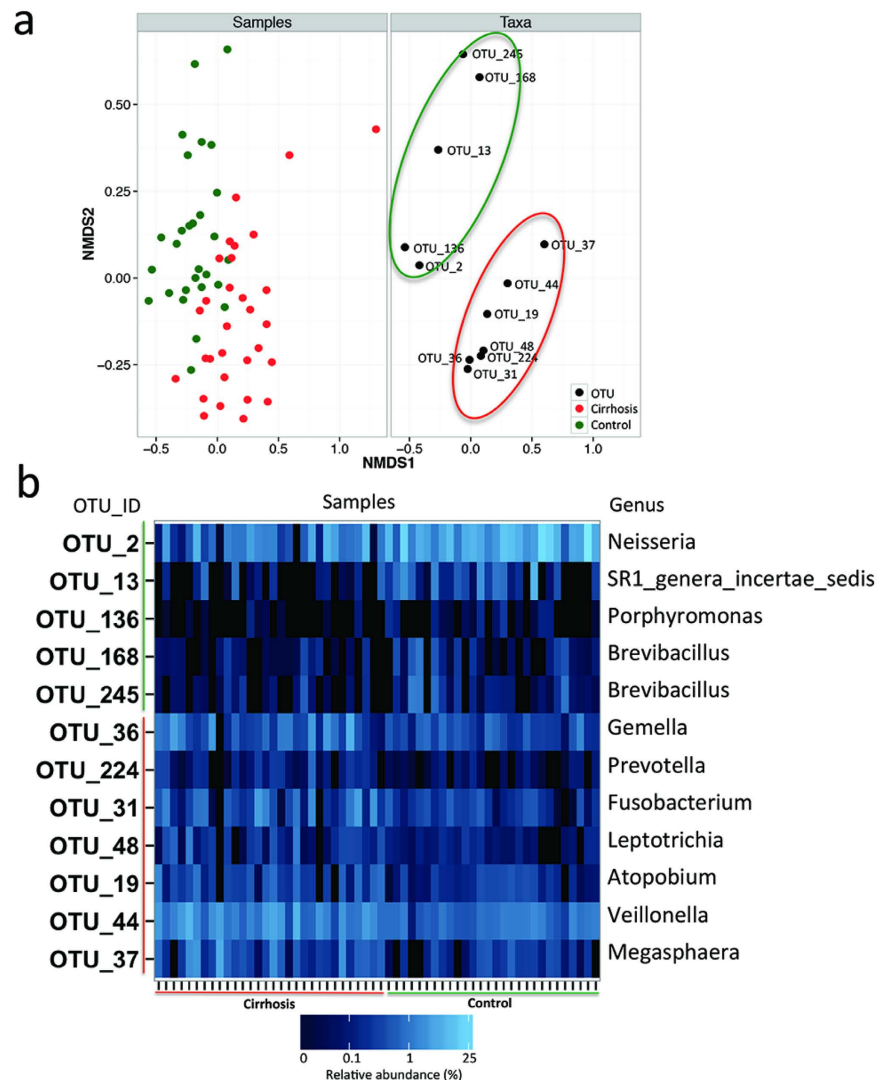 a
Samples
Taxa
NMDS2
0.50
0.25
0.00
−0.25
OTU_245
OTU_168
OTU_13
OTU_136
OTU_2
OTU_37
OTU_44
OTU_19
OTU_48
OTU_36
OTU_224
OTU_31
OTU
Cirrhosis
Control
−0.5 0.0 0.5 1.0 −0.5 0.0 0.5 1.0
NMDS1
b
OTU_ID Samples Genus
OTU_2 Neisseria
OTU_13 SR1_genera_incertae_sedis
OTU_136 Porphyromonas
OTU_168 Brevibacillus
OTU_245 Brevibacillus
OTU_36 Gemella
OTU_224 Prevotella
OTU_31 Fusobacterium
OTU_48 Leptotrichia
OTU_19 Atopobium
OTU_44 Veillonella
OTU_37 Megasphaera
Cirrhosis Control
0 0.1 1 25
Relative abundance (%)